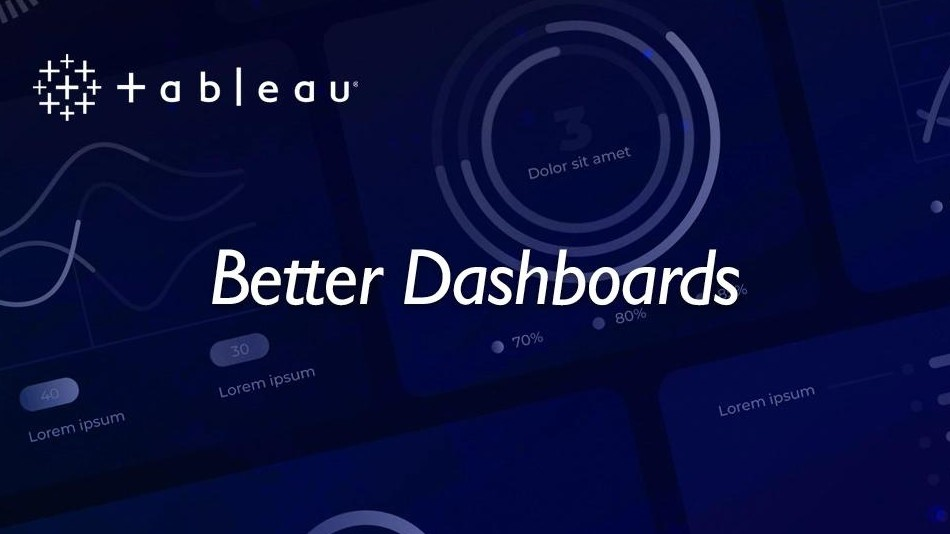 tableau
3
Dolor sit amet
Better Dashboards
70%
80%
30
Lorem ipsum
40
Lorem ipsum
Lorem ipsum